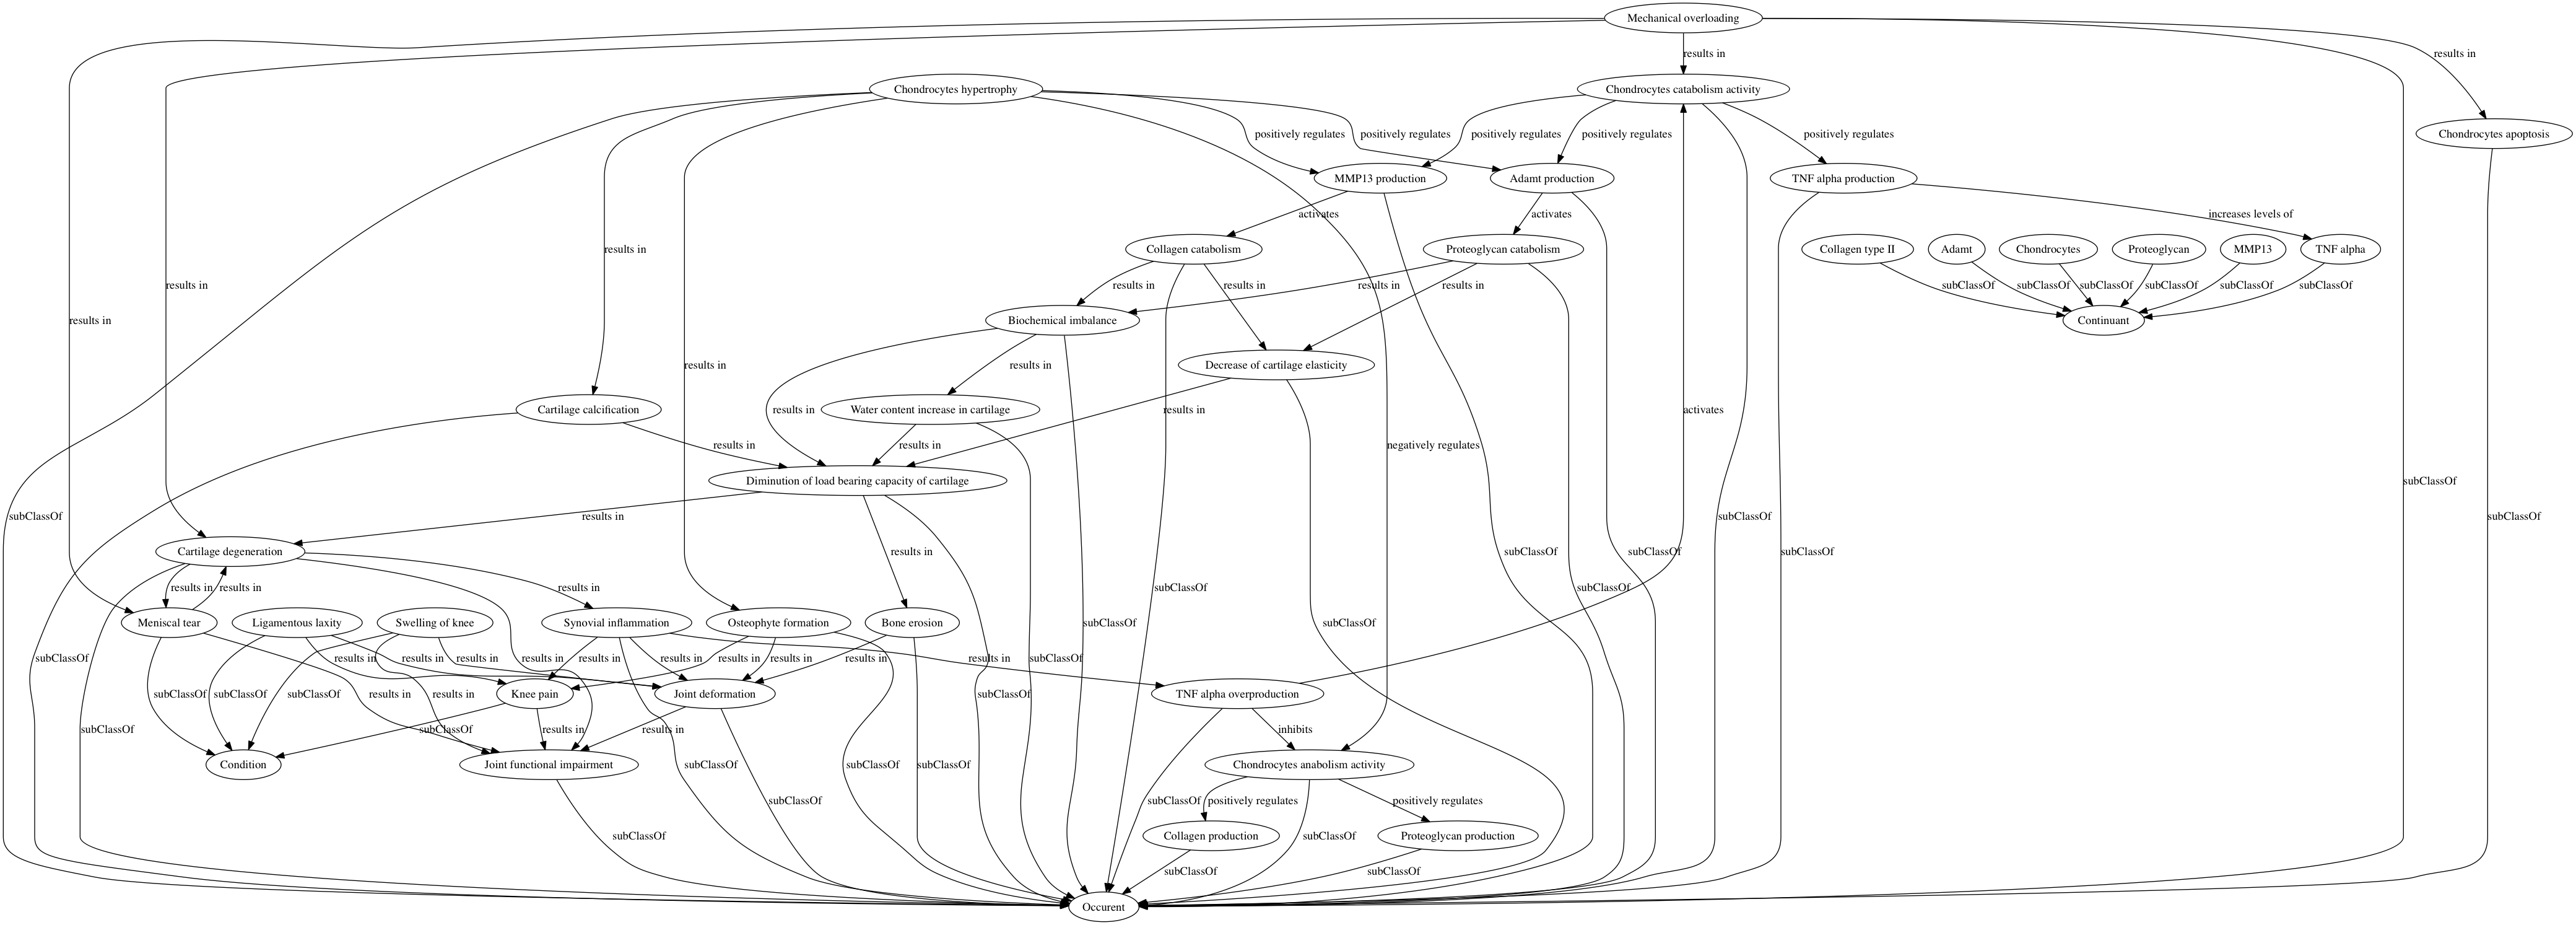 Mechanical overloading
results in
results in
Chondrocytes hypertrophy
Chondrocytes catabolism activity
positively regulates
positively regulates
positively regulates
positively regulates
positively regulates
Chondrocytes apoptosis
MMP13 production
Adamt production
TNF alpha production
activates
activates
increases levels of
results in
Collagen catabolism
Proteoglycan catabolism
Collagen type II
Adamt
Chondrocytes
Proteoglycan
MMP13
TNF alpha
results in
results in
results in
results in
results in
subClassOf
subClassOf
subClassOf
subClassOf
subClassOf
subClassOf
results in
Biochemical imbalance
Continuant
results in
results in
Decrease of cartilage elasticity
Cartilage calcification
results in
Water content increase in cartilage
results in
activates
results in
results in
negatively regulates
Diminution of load bearing capacity of cartilage
subClassOf
subClassOf
results in
subClassOf
subClassOf
Cartilage degeneration
results in
subClassOf
subClassOf
subClassOf
results in
results in
results in
subClassOf
subClassOf
Meniscal tear
Ligamentous laxity
Swelling of knee
Synovial inflammation
Osteophyte formation
Bone erosion
subClassOf
subClassOf
subClassOf
results in
results in
results in
results in
results in
results in
results in
results in
results in
results in
subClassOf
subClassOf
subClassOf
subClassOf
results in
results in
Knee pain
Joint deformation
subClassOf
TNF alpha overproduction
subClassOf
subClassOf
results in
results in
inhibits
Condition
Joint functional impairment
subClassOf
subClassOf
subClassOf
Chondrocytes anabolism activity
subClassOf
subClassOf
positively regulates
positively regulates
subClassOf
Collagen production
subClassOf
Proteoglycan production
subClassOf
subClassOf
Occurent